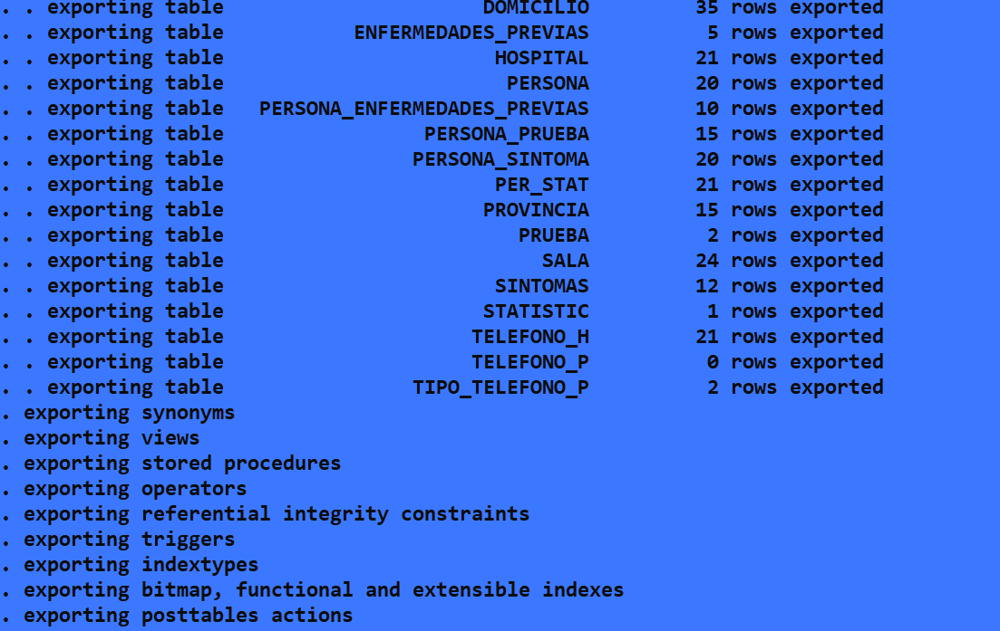 . . exporting table DOMICILIO 35 rows exported
. . exporting table ENFERMEDADES_PREVIAS 5 rows exported
. . exporting table HOSPITAL 21 rows exported
. . exporting table PERSONA 20 rows exported
. . exporting table PERSONA_ENFERMEDADES_PREVIAS 10 rows exported
. . exporting table PERSONA_PRUEBA 15 rows exported
. . exporting table PERSONA_SINTOMA 20 rows exported
. . exporting table PER_STAT 21 rows exported
. . exporting table PROVINCIA 15 rows exported
. . exporting table PRUEBA 2 rows exported
. . exporting table SALA 24 rows exported
. . exporting table SINTOMAS 12 rows exported
. . exporting table STATISTIC 1 rows exported
. . exporting table TELEFONO_H 21 rows exported
. . exporting table TELEFONO_P 0 rows exported
. . exporting table TIPO_TELEFONO_P 2 rows exported
. exporting synonyms
. exporting views
. exporting stored procedures
. exporting operators
. exporting referential integrity constraints
. exporting triggers
. exporting indextypes
. exporting bitmap, functional and extensible indexes
. exporting posttables actions